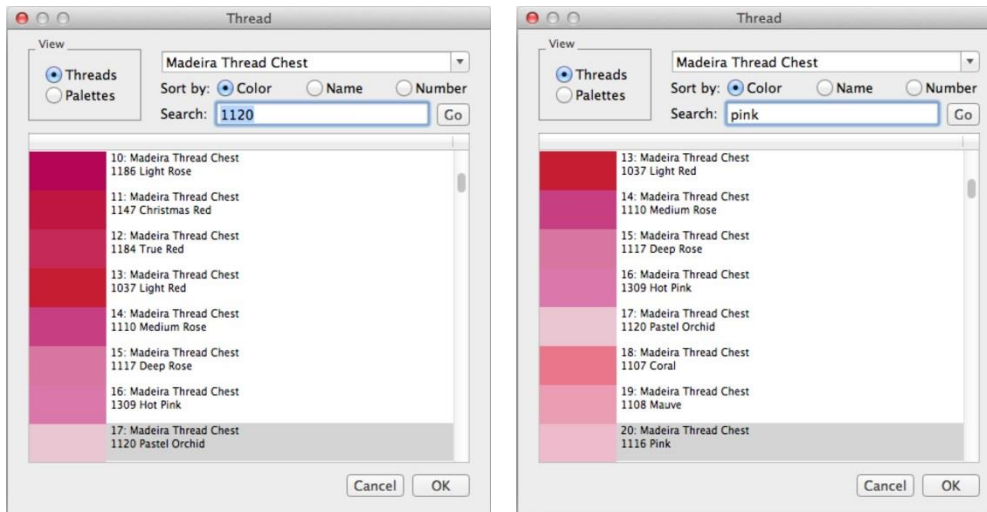 Thread
View
Threads
Palettes
Madeira Thread Chest
Sort by: Color Name Number
Search: 1120 Go
10: Madeira Thread Chest
1186 Light Rose
11: Madeira Thread Chest
1147 Christmas Red
12: Madeira Thread Chest
1184 True Red
13: Madeira Thread Chest
1037 Light Red
14: Madeira Thread Chest
1110 Medium Rose
15: Madeira Thread Chest
1117 Deep Rose
16: Madeira Thread Chest
1309 Hot Pink
17: Madeira Thread Chest
1120 Pastel Orchid
Cancel OK
Thread
View
Threads
Palettes
Madeira Thread Chest
Sort by: Color Name Number
Search: pink Go
13: Madeira Thread Chest
1037 Light Red
14: Madeira Thread Chest
1110 Medium Rose
15: Madeira Thread Chest
1117 Deep Rose
16: Madeira Thread Chest
1309 Hot Pink
17: Madeira Thread Chest
1120 Pastel Orchid
18: Madeira Thread Chest
1107 Coral
19: Madeira Thread Chest
1108 Mauve
20: Madeira Thread Chest
1116 Pink
Cancel OK